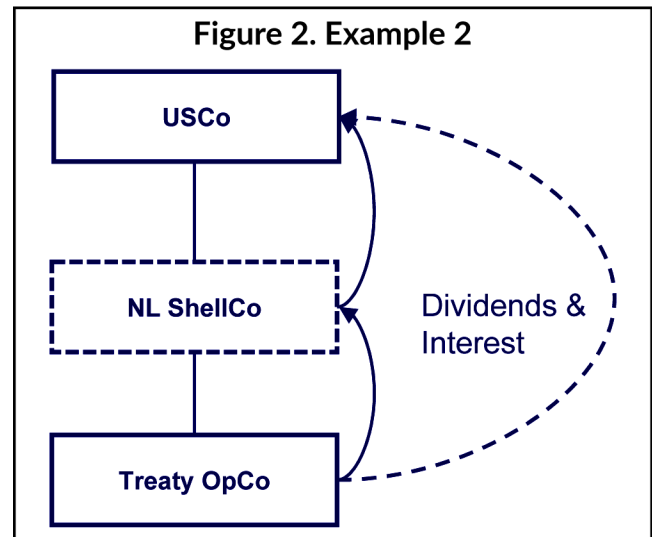 Figure 2. Example 2
USCo
NL ShellCo
Dividends &
Interest
Treaty OpCo